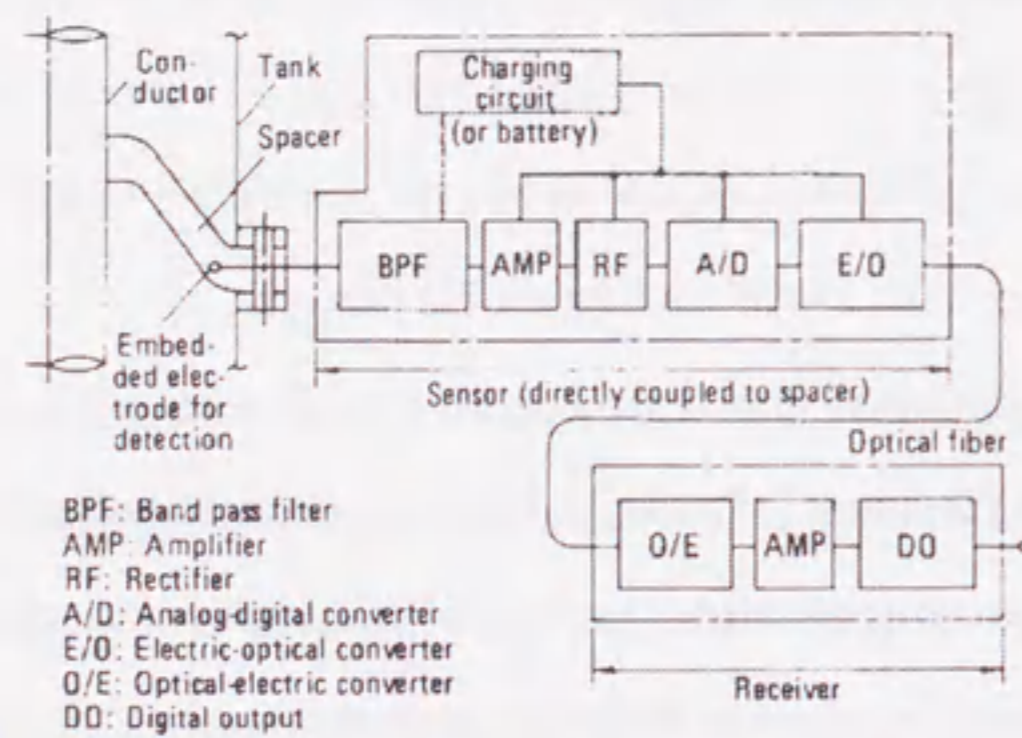 Con-
ductor
Tank
Spacer
Charging
circuit
(or battery)
BPF
AMP
RF
A/D
E/O
Embed-
ded elec-
trode for
detection
Sensor (directly coupled to spacer)
Optical fiber
O/E
AMP
DO
Receiver
BPF: Band pass filter
AMP: Amplifier
RF: Rectifier
A/D: Analog-digital converter
E/O: Electric-optical converter
O/E: Optical-electric converter
DO: Digital output